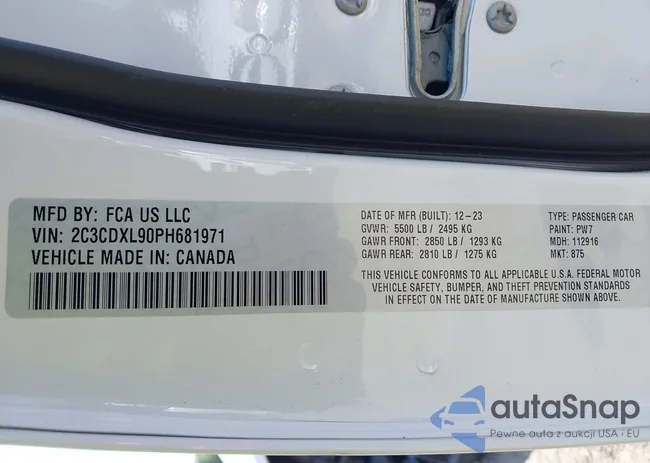 MFD BY: FCA US LLC
VIN: 2C3CDXL90PH681971
VEHICLE MADE IN: CANADA
DATE OF MFR (BUILT): 12-23
GVWR: 5500 LB / 2495 KG
GAWR FRONT: 2850 LB / 1293 KG
GAWR REAR: 2810 LB / 1275 KG
TYPE: PASSENGER CAR
PAINT: PW7
MDH: 112916
MKT: 875
THIS VEHICLE CONFORMS TO ALL APPLICABLE U.S.A. FEDERAL MOTOR
VEHICLE SAFETY, BUMPER, AND THEFT PREVENTION STANDARDS
IN EFFECT ON THE DATE OF MANUFACTURE SHOWN ABOVE.
autaSnap
Pewne auta z aukcji USA i EU